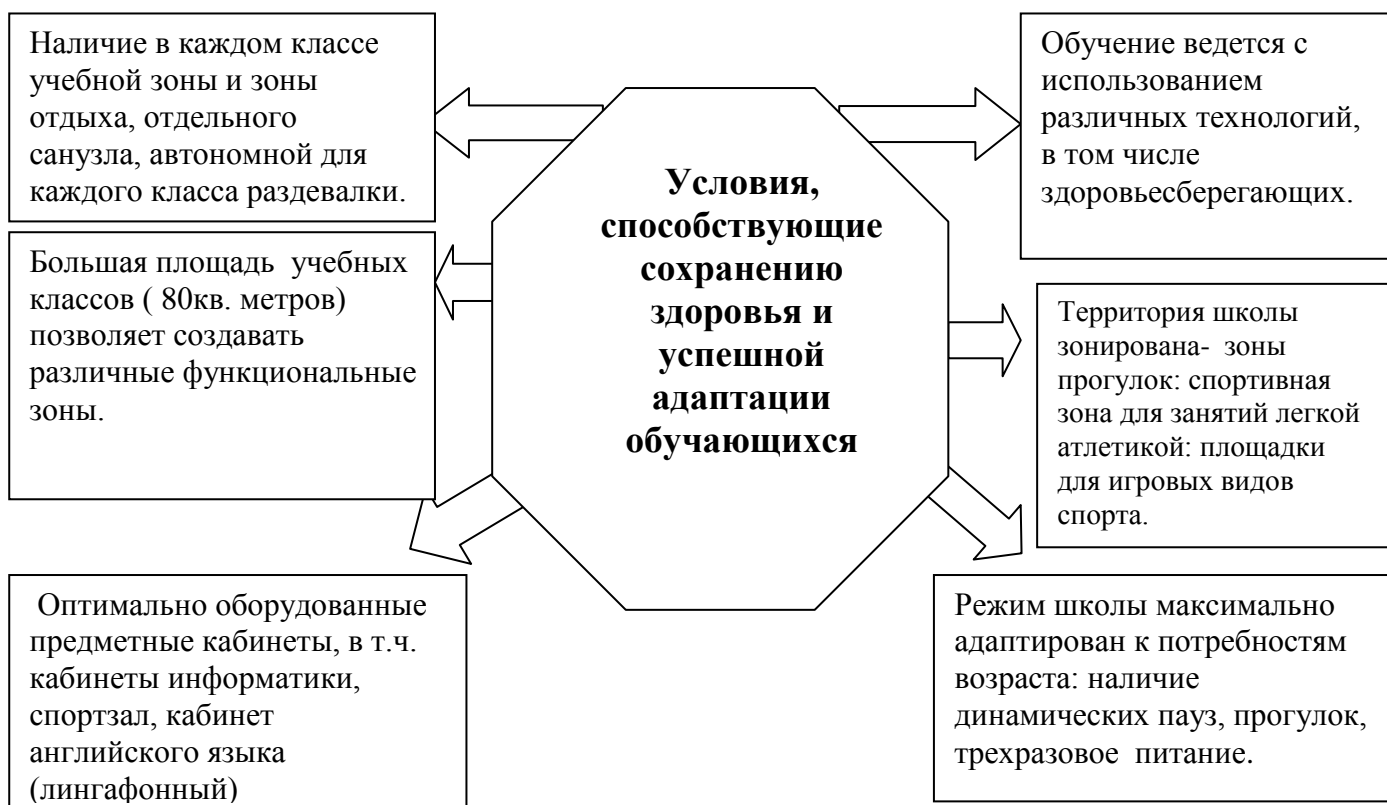 Наличие в каждом классе
учебной зоны и зоны
отдыха, отдельного
санузла, автономной для
каждого класса раздевалки.
Обучение ведется с
использованием
различных технологий,
в том числе
здоровьесберегающих.
Условия,
способствующие
сохранению
здоровья и
успешной
адаптации
обучающихся
Большая площадь учебных
классов ( 80кв. метров)
позволяет создавать
различные функциональные
зоны.
Территория школы
зонирована- зоны
прогулок: спортивная
зона для занятий легкой
атлетикой: площадки
для игровых видов
спорта.
Оптимально оборудованные
предметные кабинеты, в т.ч.
кабинеты информатики,
спортзал, кабинет
английского языка
(лингафонный)
Режим школы максимально
адаптирован к потребностям
возраста: наличие
динамических пауз, прогулок,
трехразовое питание.